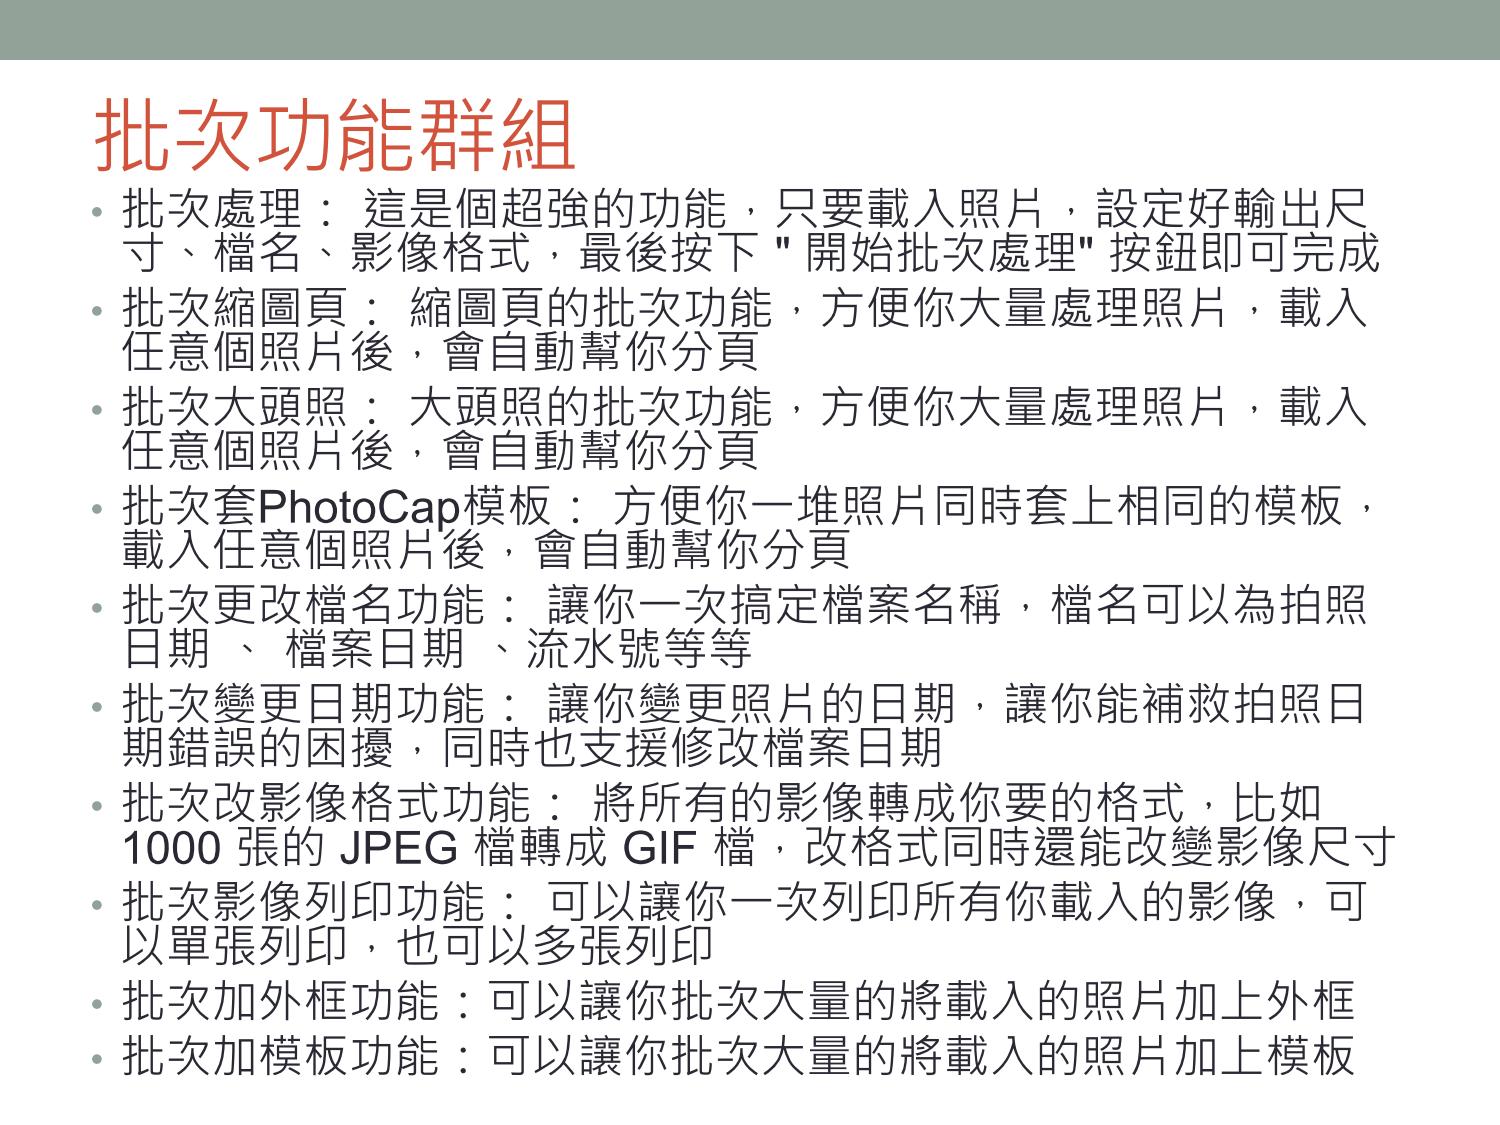 批次功能群組
• 批次處理： 這是個超強的功能，只要載入照片，設定好輸出尺
寸、檔名、影像格式，最後按下 " 開始批次處理" 按鈕即可完成
• 批次縮圖頁： 縮圖頁的批次功能，方便你大量處理照片，載入
任意個照片後，會自動幫你分頁
• 批次大頭照： 大頭照的批次功能，方便你大量處理照片，載入
任意個照片後，會自動幫你分頁
• 批次套PhotoCap模板： 方便你一堆照片同時套上相同的模板，
載入任意個照片後，會自動幫你分頁
• 批次更改檔名功能： 讓你一次搞定檔案名稱，檔名可以為拍照
日期 、 檔案日期 、流水號等等
• 批次變更日期功能： 讓你變更照片的日期，讓你能補救拍照日
期錯誤的困擾，同時也支援修改檔案日期
• 批次改影像格式功能： 將所有的影像轉成你要的格式，比如
1000 張的 JPEG 檔轉成 GIF 檔，改格式同時還能改變影像尺寸
• 批次影像列印功能： 可以讓你一次列印所有你載入的影像，可
以單張列印，也可以多張列印
• 批次加外框功能：可以讓你批次大量的將載入的照片加上外框
• 批次加模板功能：可以讓你批次大量的將載入的照片加上模板